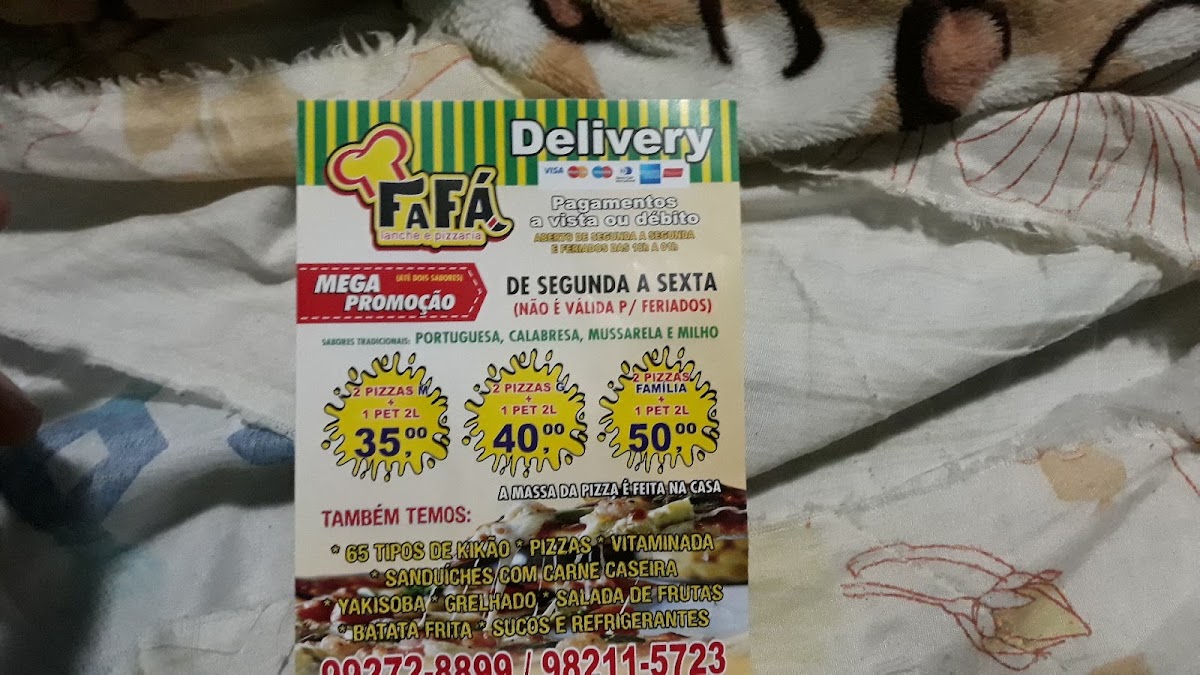 Delivery
VISA
FAFÁ
lanche e pizzaria
Pagamentos
a vista ou débito
ABERTO DE SEGUNDA A SEGUNDA
E FERIADOS DAS 18h A 01h
MEGA (ATÉ DOIS SABORES)
PROMOÇÃO
DE SEGUNDA A SEXTA
(NÃO É VÁLIDA P/ FERIADOS)
SABORES TRADICIONAIS: PORTUGUESA, CALABRESA, MUSSARELA E MILHO
2 PIZZAS M
+
1 PET 2L
35,00
2 PIZZAS G
+
1 PET 2L
40,00
2 PIZZAS
FAMÍLIA
+
1 PET 2L
50,00
A MASSA DA PIZZA É FEITA NA CASA
TAMBÉM TEMOS:
* 65 TIPOS DE KIKÃO * PIZZAS * VITAMINADA
* SANDUÍCHES COM CARNE CASEIRA
* YAKISOBA * GRELHADO * SALADA DE FRUTAS
* BATATA FRITA * SUCOS E REFRIGERANTES
99272-8899 / 98211-5723